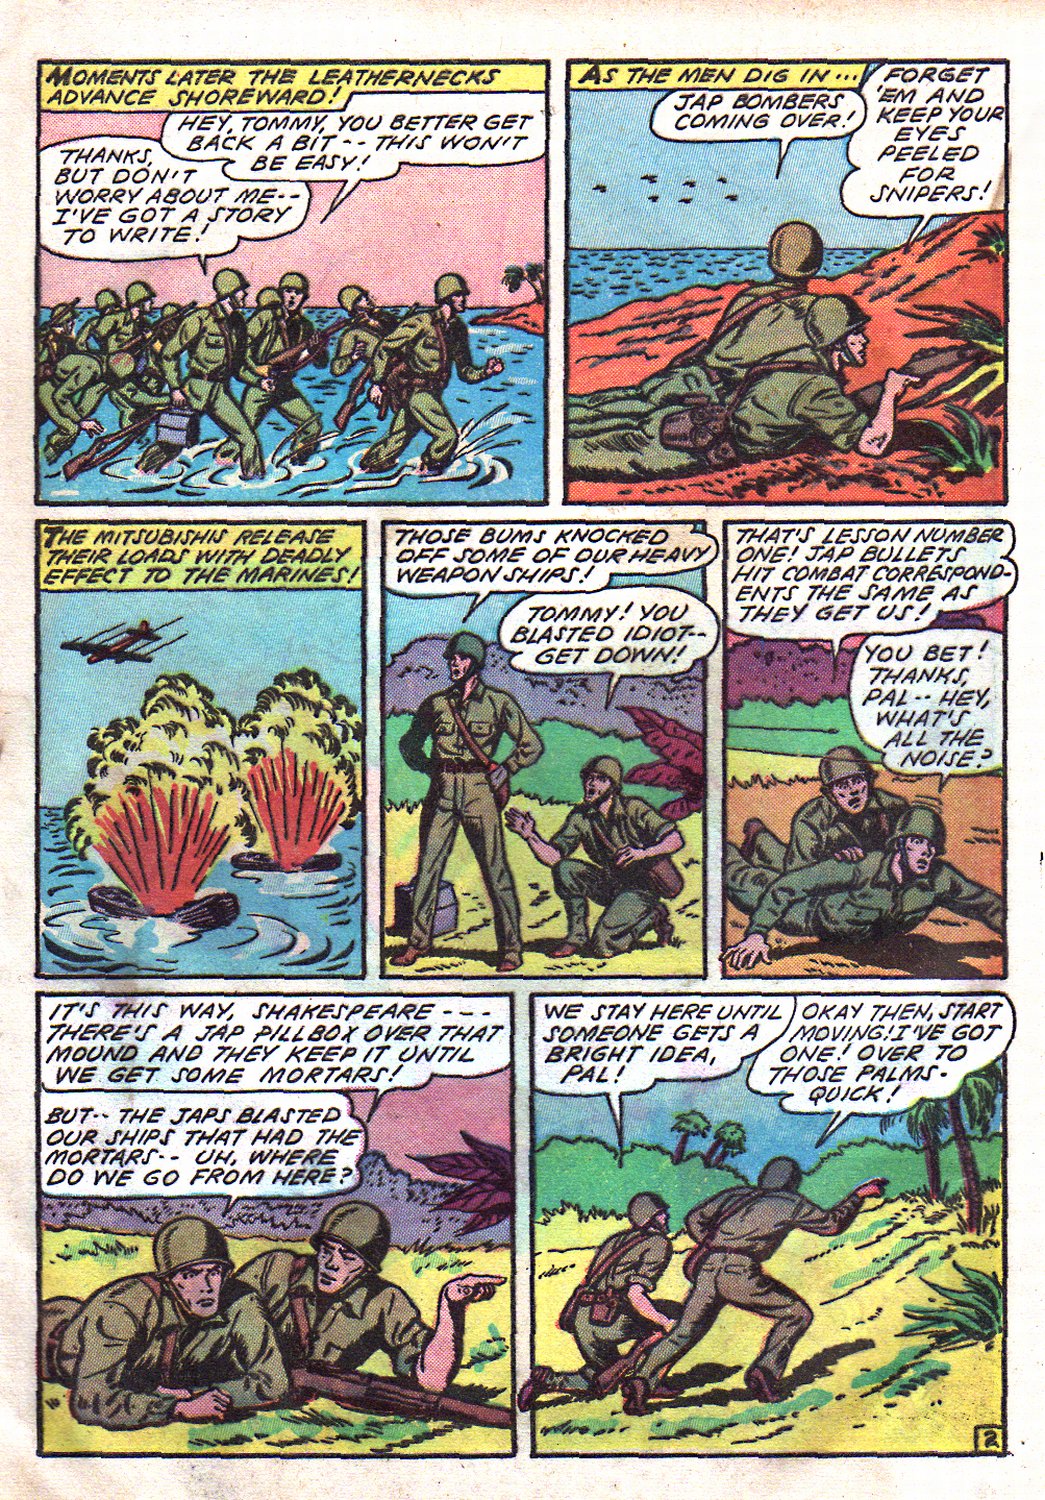 MOMENTS LATER THE LEATHERNECKS
ADVANCE SHOREWARD!
HEY, TOMMY, YOU BETTER GET
BACK A BIT -- THIS WON'T
BE EASY!
THANKS,
BUT DON'T
WORRY ABOUT ME--
I'VE GOT A STORY
TO WRITE!
AS THE MEN DIG IN ...
JAP BOMBERS
COMING OVER!
FORGET
'EM AND
KEEP YOUR
EYES
PEELED
FOR
SNIPERS!
THE MITSUBISHIS RELEASE
THEIR LOADS WITH DEADLY
EFFECT TO THE MARINES!
THOSE BUMS KNOCKED
OFF SOME OF OUR HEAVY
WEAPON SHIPS!
TOMMY! YOU
BLASTED IDIOT--
GET DOWN!
THAT'S LESSON NUMBER
ONE! JAP BULLETS
HIT COMBAT CORRESPOND-
ENTS THE SAME AS
THEY GET US!
YOU BET!
THANKS,
PAL -- HEY,
WHAT'S
ALL THE
NOISE?
IT'S THIS WAY, SHAKESPEARE ---
THERE'S A JAP PILLBOX OVER THAT
MOUND AND THEY KEEP IT UNTIL
WE GET SOME MORTARS!
BUT-- THE JAPS BLASTED
OUR SHIPS THAT HAD THE
MORTARS-- UH, WHERE
DO WE GO FROM HERE?
WE STAY HERE UNTIL
SOMEONE GETS A
BRIGHT IDEA,
PAL!
OKAY THEN, START
MOVING! I'VE GOT
ONE! OVER TO
THOSE PALMS-
QUICK!
2